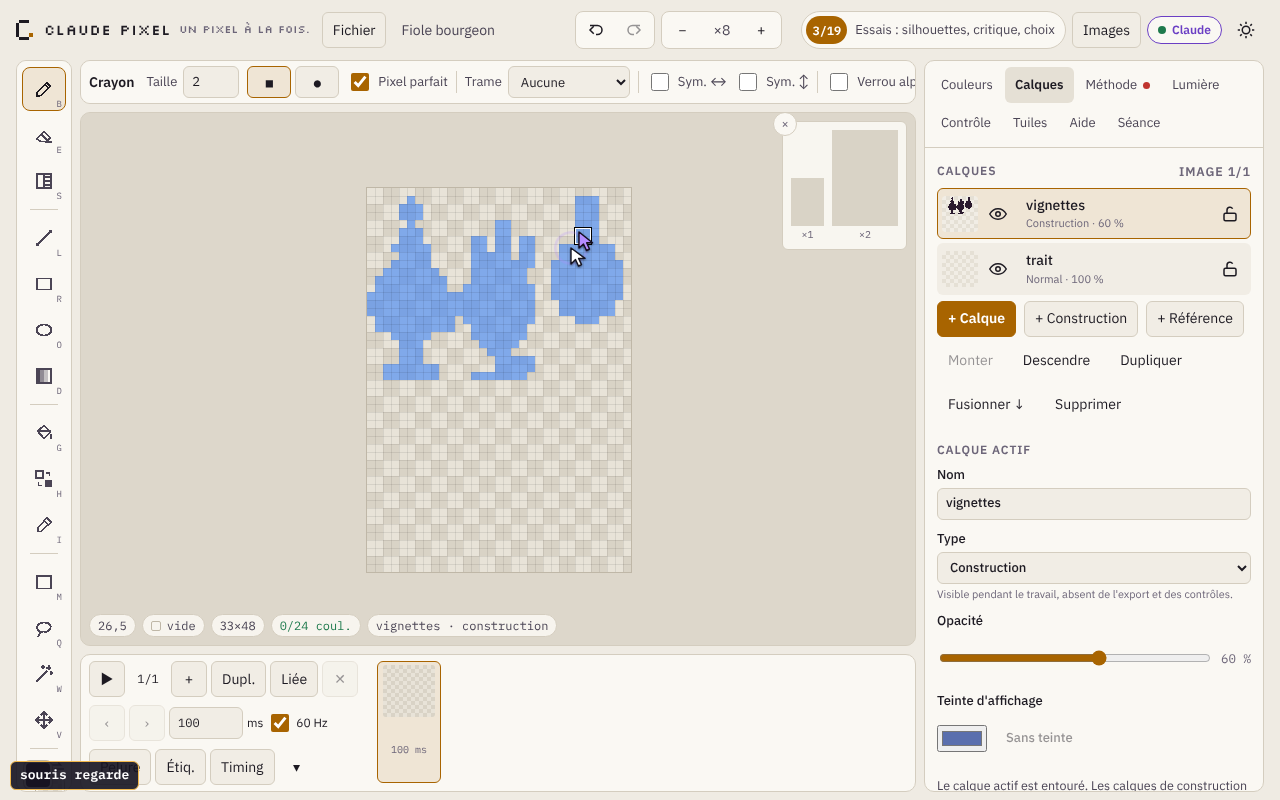 CLAUDE PIXEL UN PIXEL À LA FOIS. Fichier Fiole bourgeon − ×8 + 3/19 Essais : silhouettes, critique, choix Images Claude
Crayon Taille 2 ■ ● Pixel parfait Trame Aucune Sym. ↔ Sym. ↕ Verrou alp
B
E
S
L
R
O
D
G
H
I
M
Q
W
V
×
×1 ×2
26,5 vide 33×48 0/24 coul. vignettes · construction
▶ 1/1 + Dupl. Liée ✕
‹ › 100 ms 60 Hz
Étiq. Timing ▼
100 ms
souris regarde
Couleurs Calques Méthode Lumière
Contrôle Tuiles Aide Séance
CALQUES IMAGE 1/1
vignettes
Construction · 60 %
trait
Normal · 100 %
+ Calque + Construction + Référence
Monter Descendre Dupliquer
Fusionner ↓ Supprimer
CALQUE ACTIF
Nom
vignettes
Type
Construction
Visible pendant le travail, absent de l'export et des contrôles.
Opacité
60 %
Teinte d'affichage
Sans teinte
Le calque actif est entouré. Les calques de construction